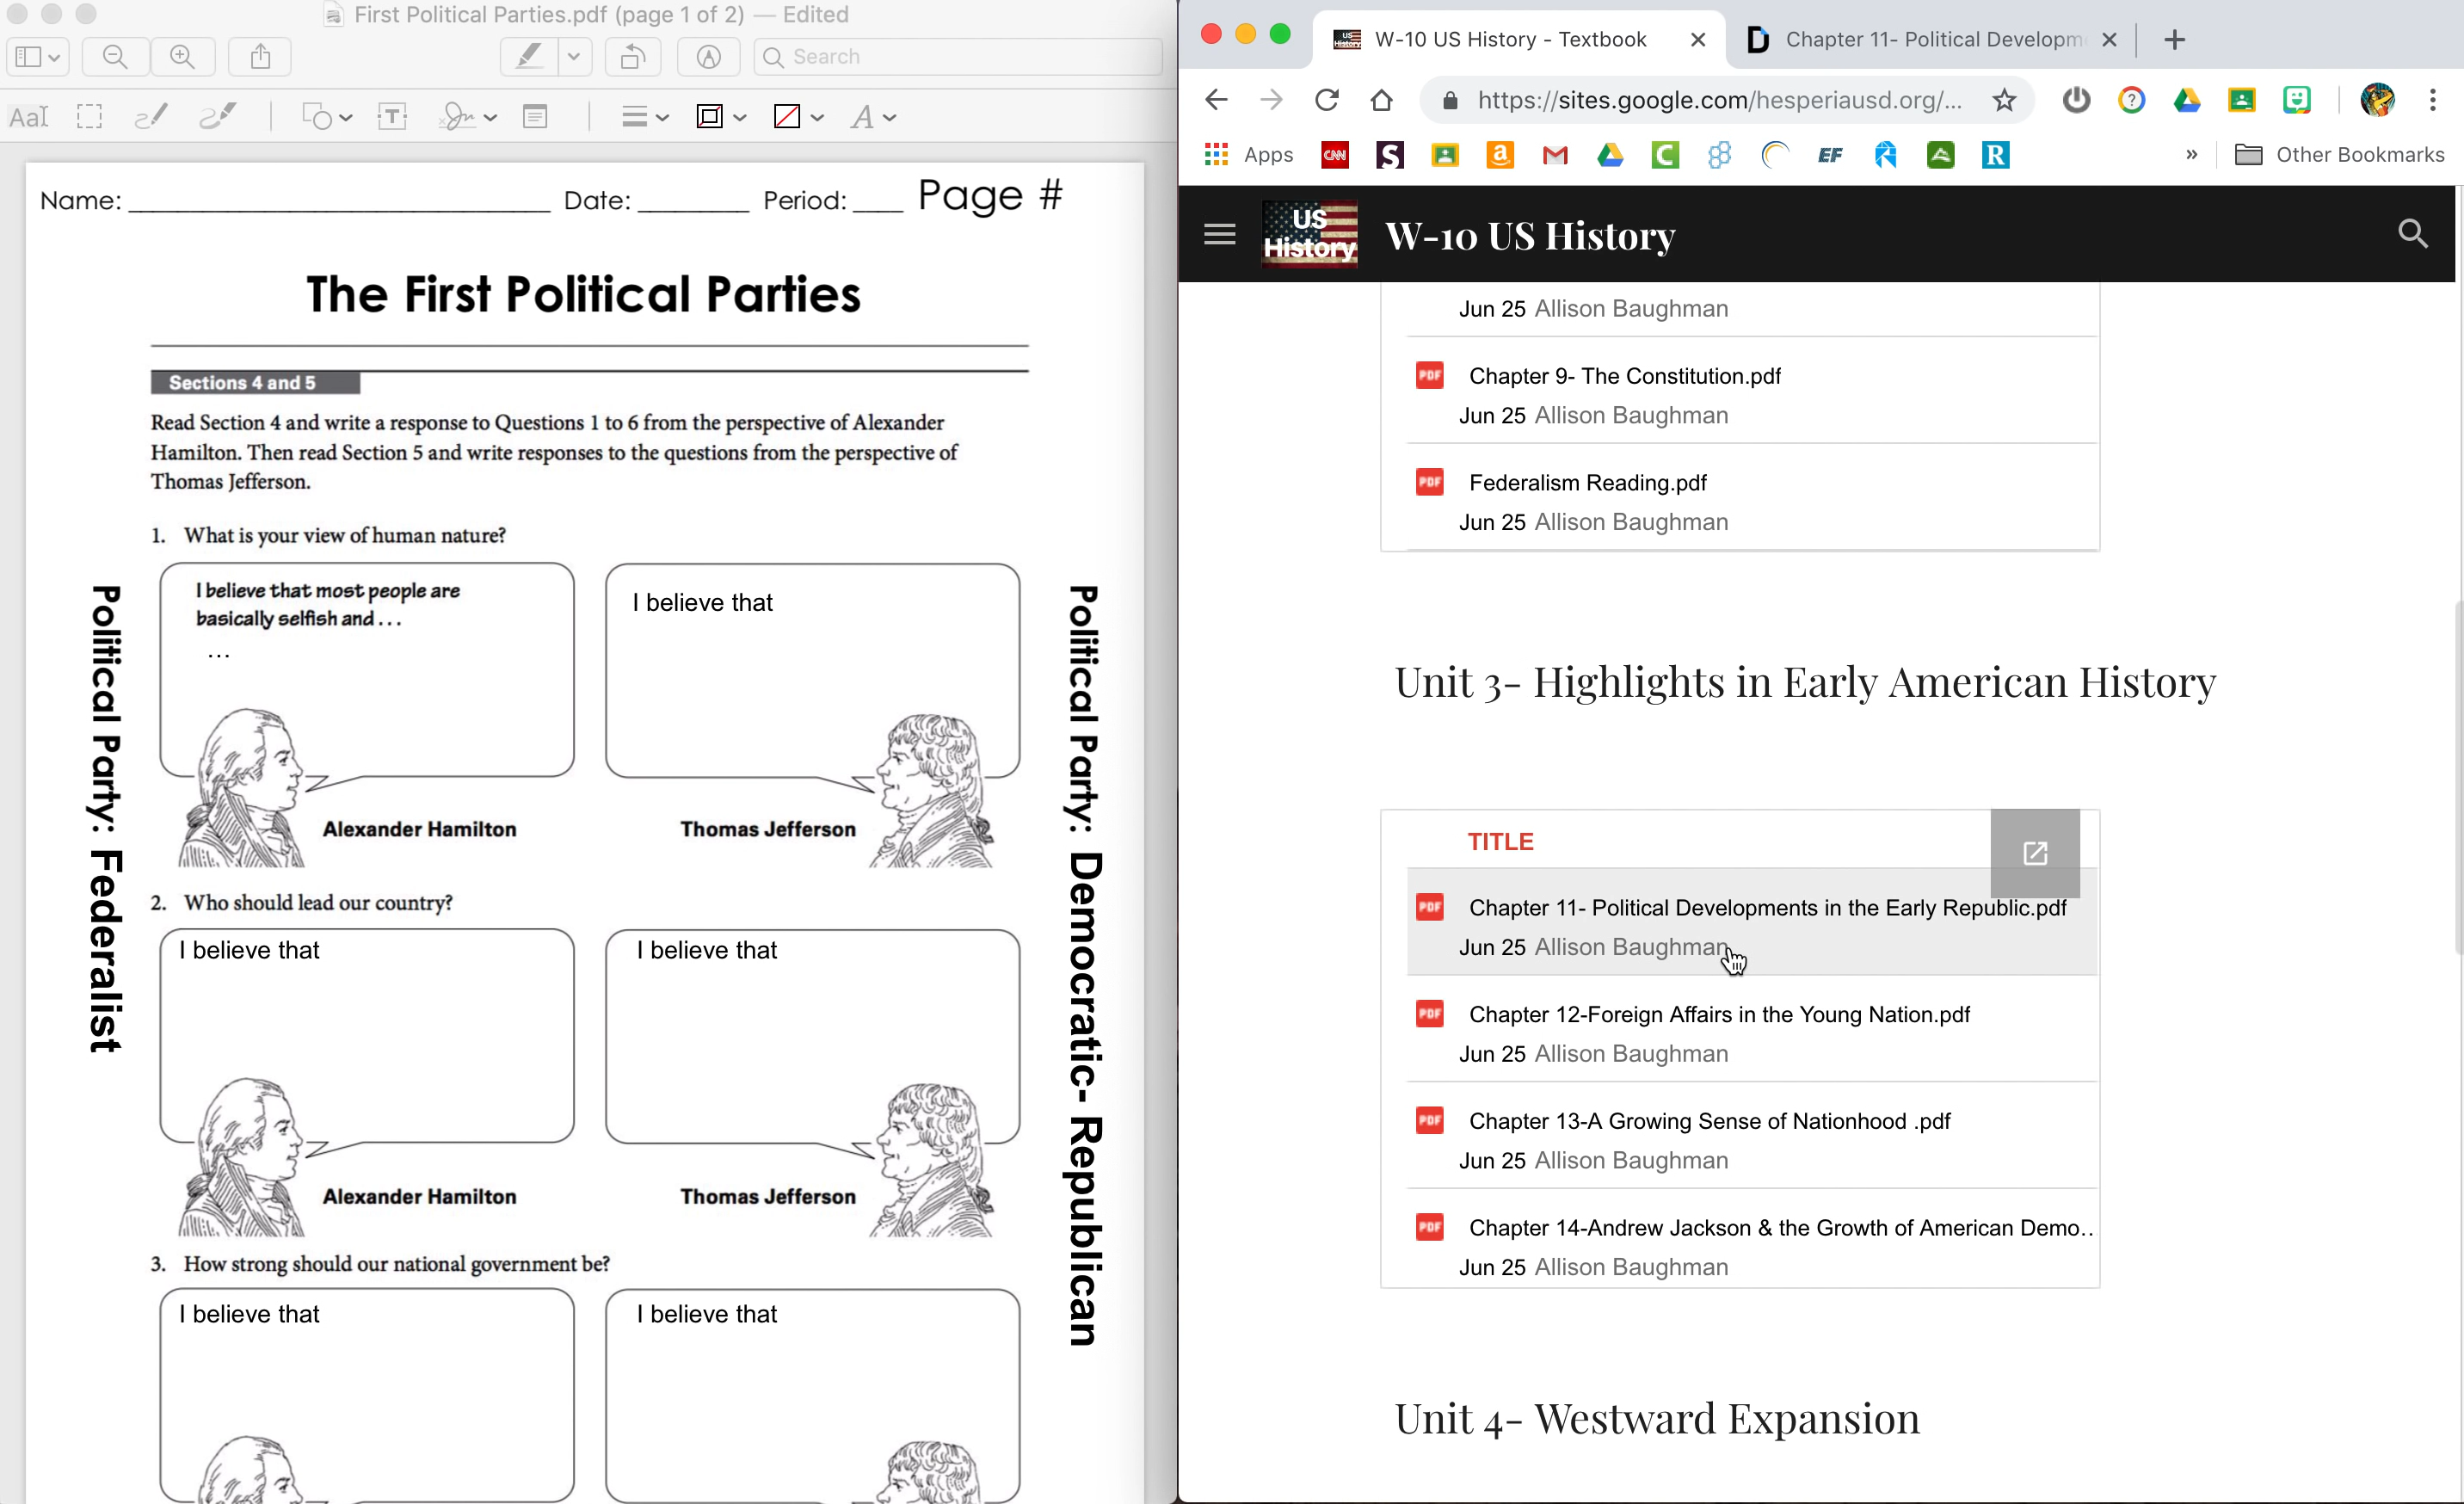 First Political Parties.pdf (page 1 of 2) — Edited
Search
AaI
T
A
Name: Date: Period: Page #
The First Political Parties
Sections 4 and 5
Read Section 4 and write a response to Questions 1 to 6 from the perspective of Alexander
Hamilton. Then read Section 5 and write responses to the questions from the perspective of
Thomas Jefferson.
1. What is your view of human nature?
I believe that most people are
basically selfish and . . .
...
I believe that
Alexander Hamilton
Thomas Jefferson
2. Who should lead our country?
I believe that
I believe that
Alexander Hamilton
Thomas Jefferson
3. How strong should our national government be?
I believe that
I believe that
Political Party: Federalist
Political Party: Democratic- Republican
W-10 US History - Textbook
Chapter 11- Political Developm
https://sites.google.com/hesperiausd.org/...
Apps
CNN
S
a
C
EF
R
»
Other Bookmarks
US
History
W-10 US History
Jun 25 Allison Baughman
PDF Chapter 9- The Constitution.pdf
Jun 25 Allison Baughman
PDF Federalism Reading.pdf
Jun 25 Allison Baughman
Unit 3- Highlights in Early American History
TITLE
PDF Chapter 11- Political Developments in the Early Republic.pdf
Jun 25 Allison Baughman
PDF Chapter 12-Foreign Affairs in the Young Nation.pdf
Jun 25 Allison Baughman
PDF Chapter 13-A Growing Sense of Nationhood .pdf
Jun 25 Allison Baughman
PDF Chapter 14-Andrew Jackson & the Growth of American Demo..
Jun 25 Allison Baughman
Unit 4- Westward Expansion